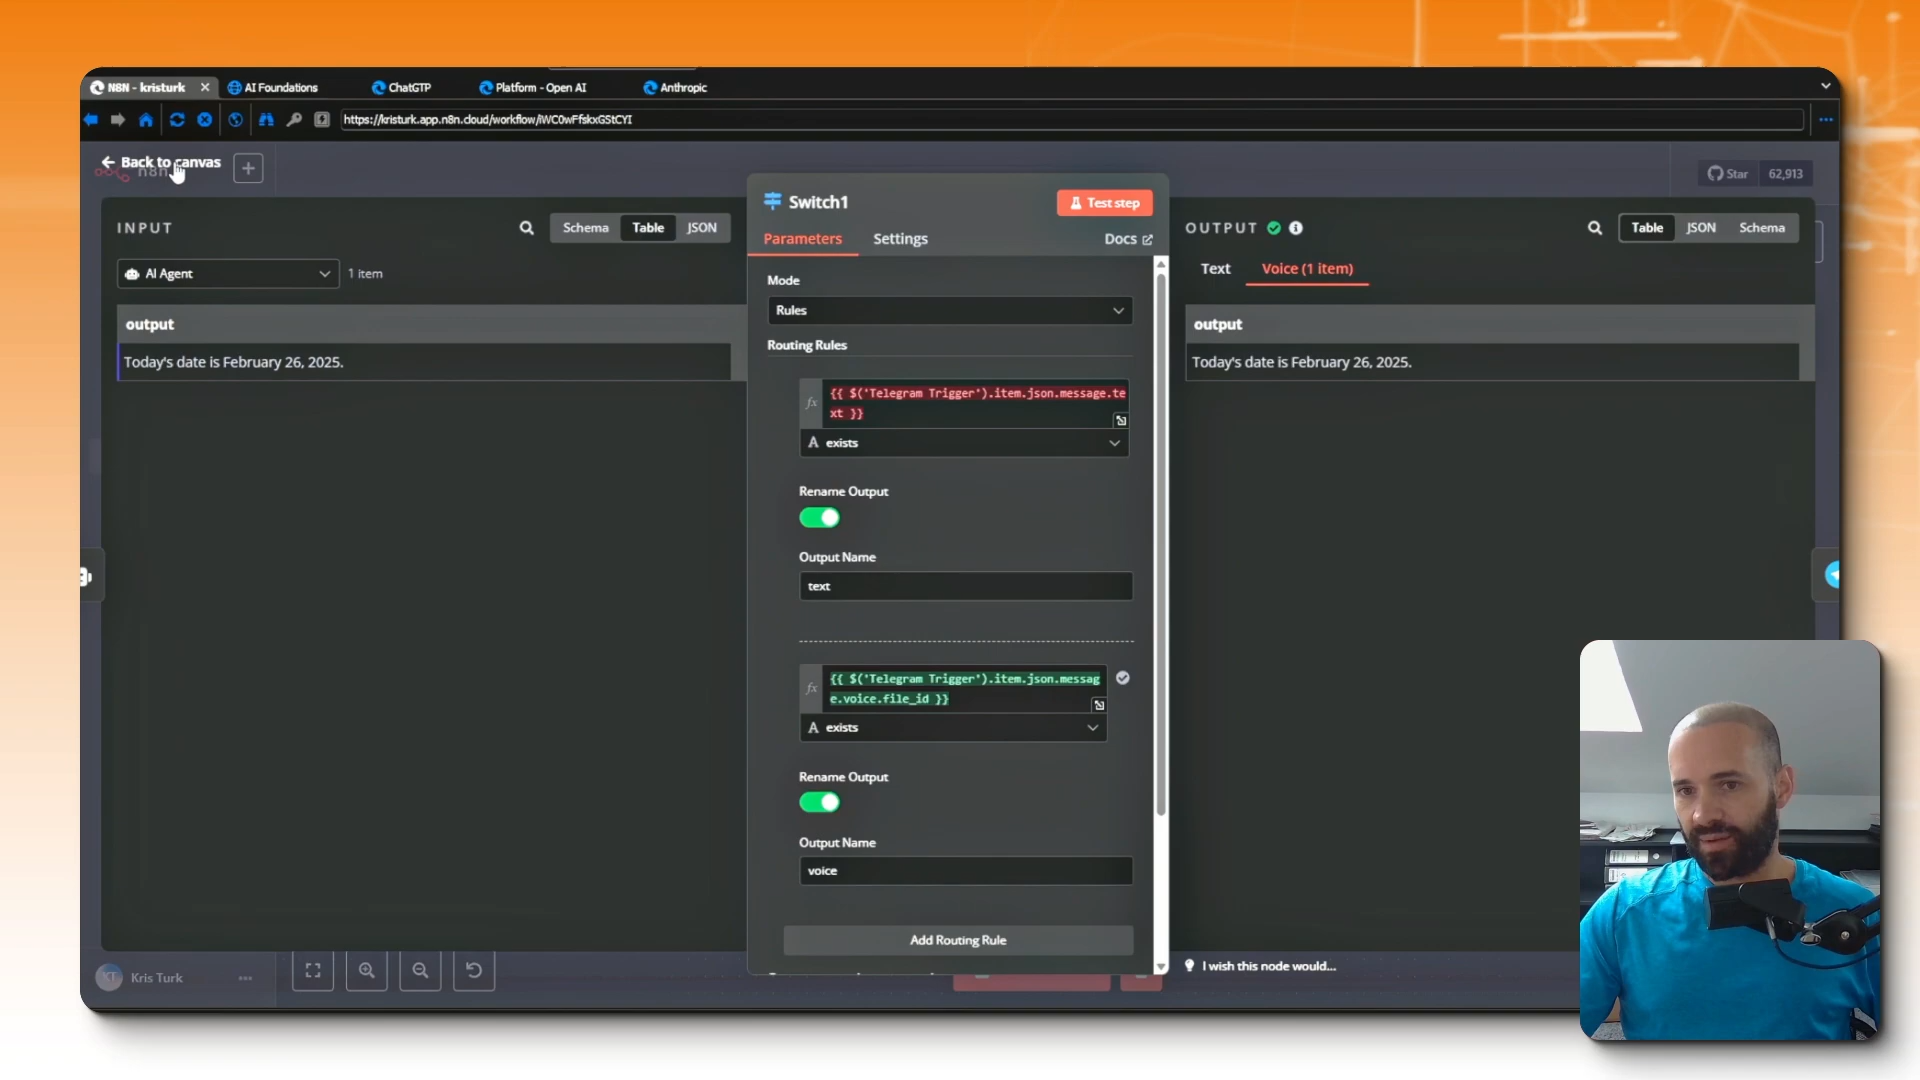 N8N - kristurk
AI Foundations
ChatGTP
Platform - Open AI
Anthropic
https://kristurk.app.n8n.cloud/workflow/iWC0wFfskxGStCYI
Back to canvas
n8n
Star 62,913
INPUT
Schema Table JSON
AI Agent 1 item
output
Today's date is February 26, 2025.
Switch1
Test step
Parameters Settings Docs
Mode
Rules
Routing Rules
fx {{ $('Telegram Trigger').item.json.message.te
xt }}
A exists
Rename Output
Output Name
text
fx {{ $('Telegram Trigger').item.json.messag
e.voice.file_id }}
A exists
Rename Output
Output Name
voice
Add Routing Rule
OUTPUT
Table JSON Schema
Text Voice (1 item)
output
Today's date is February 26, 2025.
I wish this node would...
KT Kris Turk